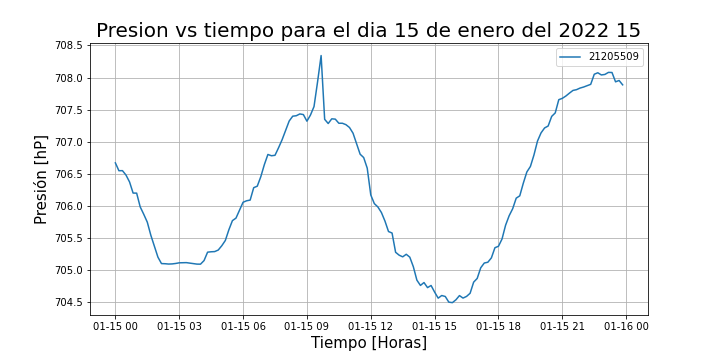 Presion vs tiempo para el dia 15 de enero del 2022 15
21205509
708.5
708.0
707.5
707.0
706.5
706.0
705.5
705.0
704.5
Presión [hP]
01-15 00 01-15 03 01-15 06 01-15 09 01-15 12 01-15 15 01-15 18 01-15 21 01-16 00
Tiempo [Horas]